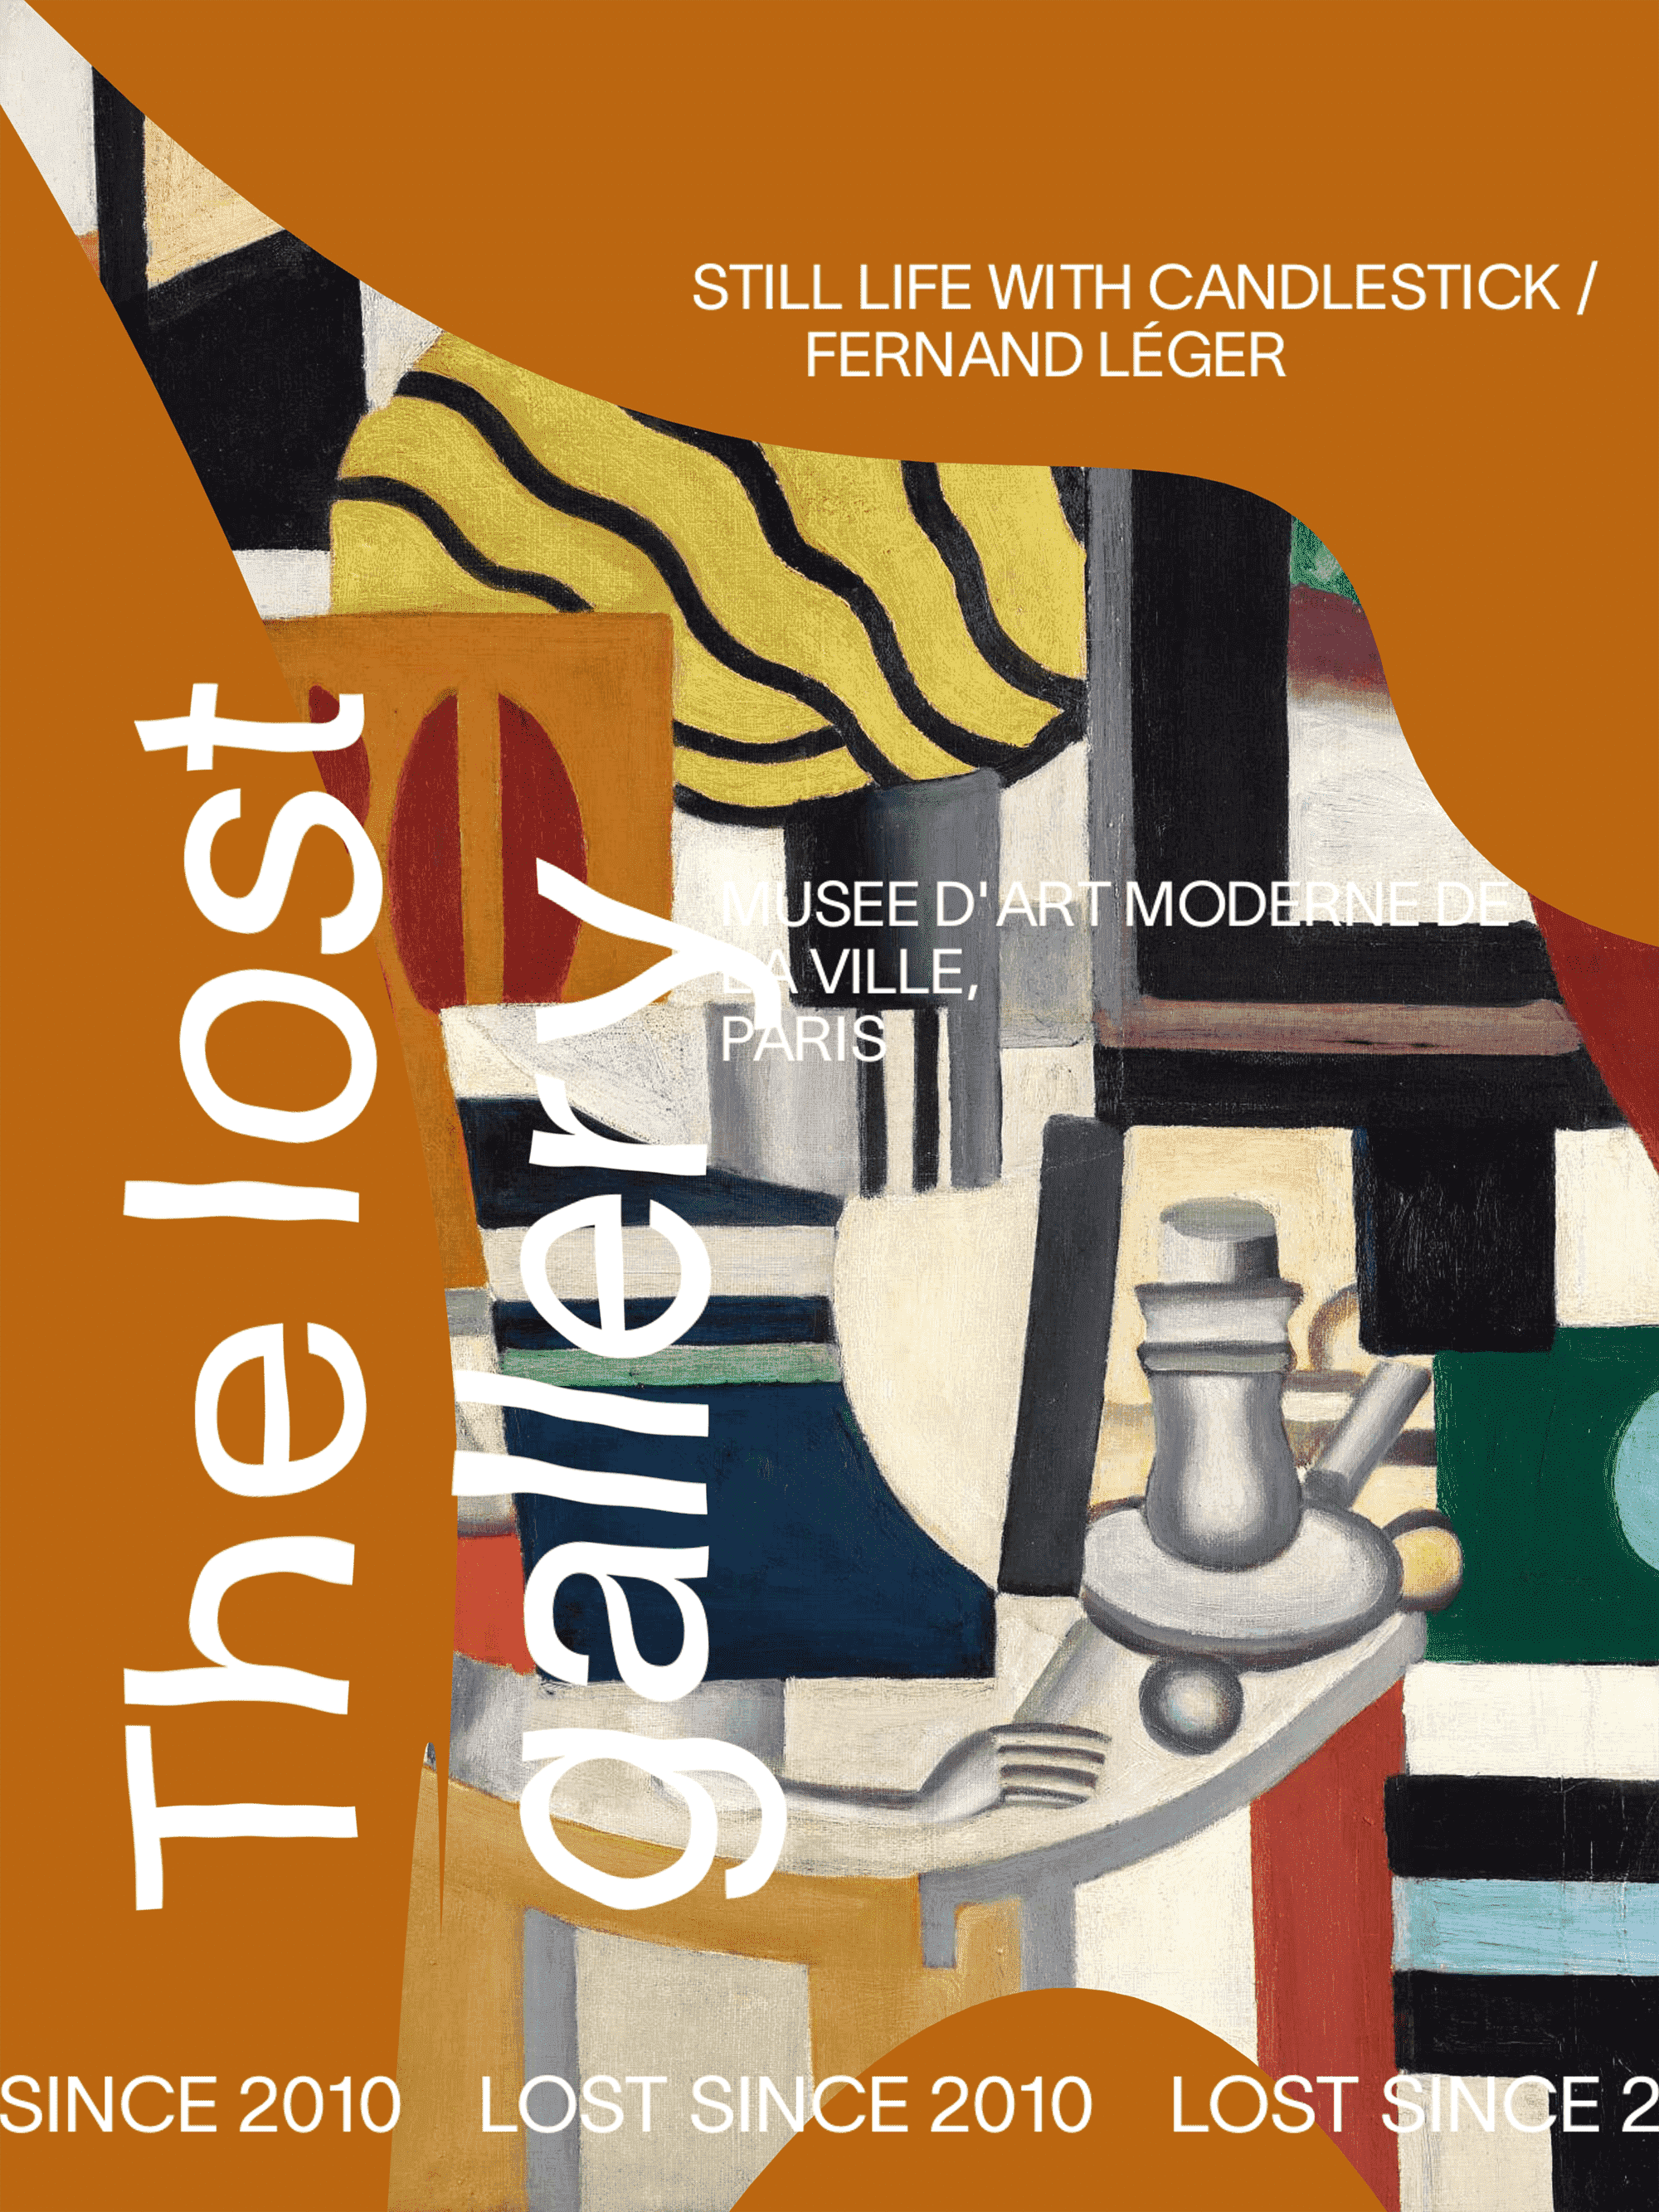 STILL LIFE WITH CANDLESTICK /
FERNAND LÉGER
The lost
gallery
MUSEE D'ART MODERNE DE
LA VILLE,
PARIS
SINCE 2010 LOST SINCE 2010 LOST SINCE 2